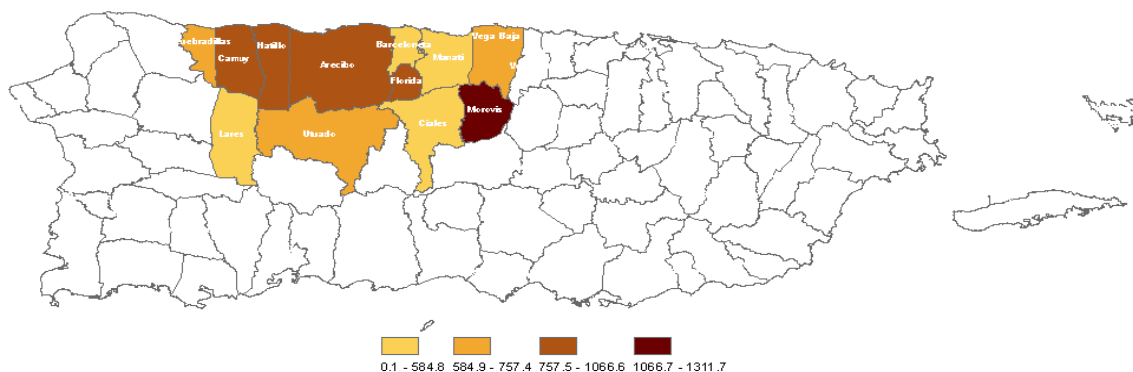 uebradillas
Camuy
Hatillo
Arecibo
Barceloneta
Florida
Manatí
Vega Baja
V
Morovis
Ciales
Utuado
Lares
0.1 - 584.8 584.9 - 757.4 757.5 - 1066.6 1066.7 - 1311.7